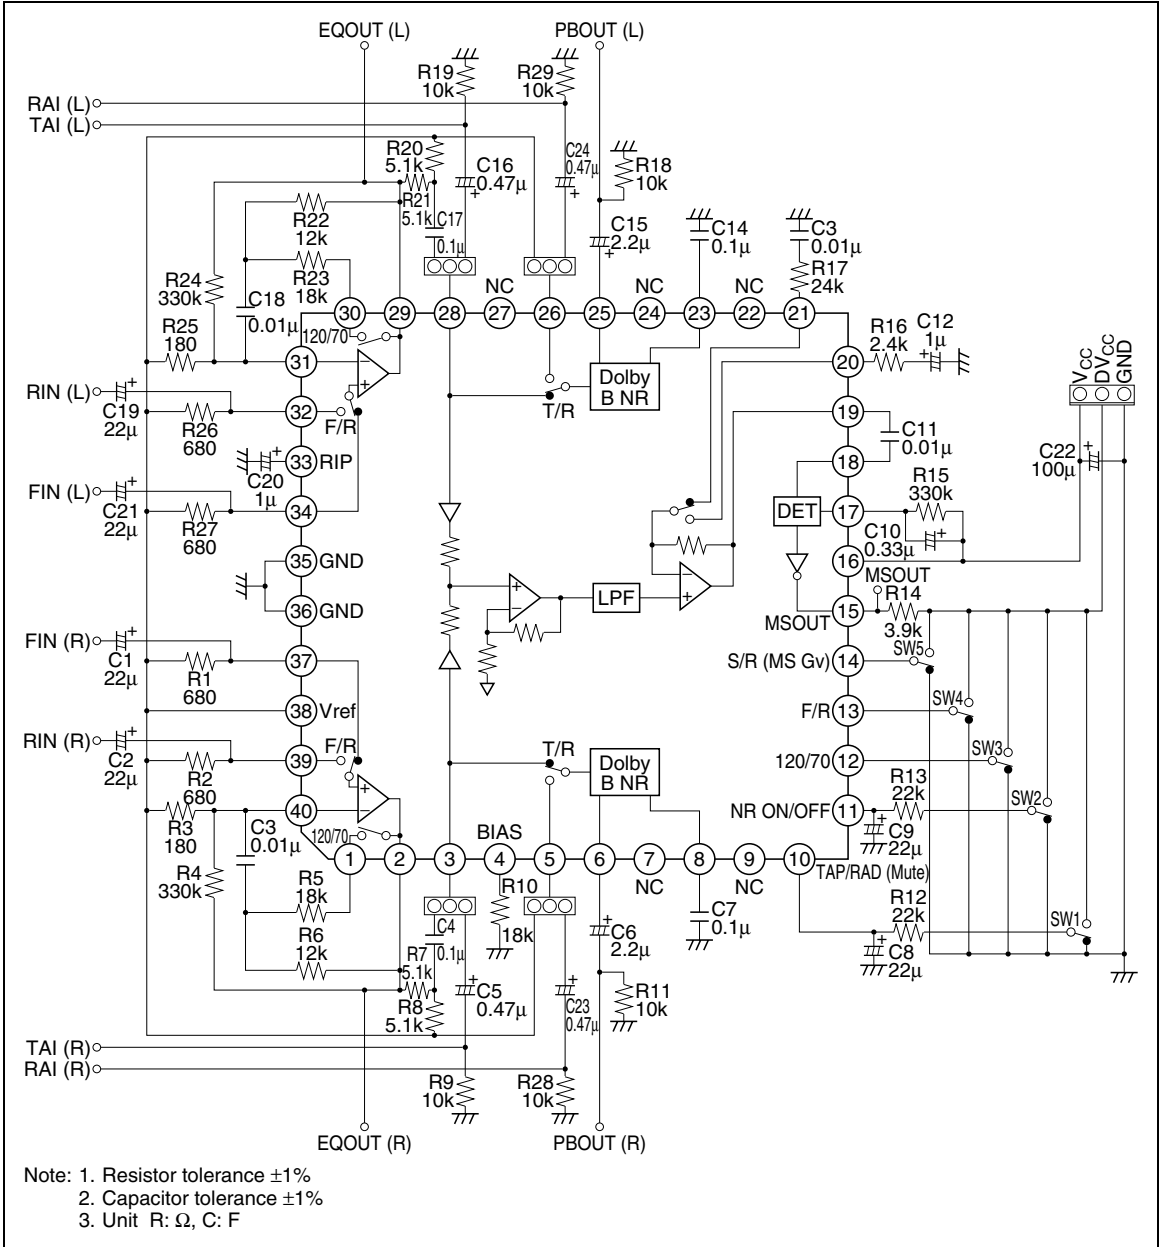 EQOUT (L)
PBOUT (L)
R19
10k
R29
10k
RAI (L)
TAI (L)
R20
5.1k
C16
0.47µ
C24
0.47µ
R18
10k
R21
5.1k
C17
0.1µ
R22
12k
C15
2.2µ
C14
0.1µ
C3
0.01µ
R23
18k
R24
330k
C18
0.01µ
R17
24k
NC
NC
NC
30
29
28
27
26
25
24
23
22
21
R25
180
120/70
R16
2.4k
C12
1µ
31
20
VCC
DVCC
GND
RIN (L)
C19
22µ
R26
680
32
F/R
T/R
Dolby
B NR
19
C11
0.01µ
33
RIP
C20
1µ
18
C22
100µ
FIN (L)
C21
22µ
R27
680
34
DET
17
R15
330k
C10
0.33µ
35
GND
16
MSOUT
36
GND
LPF
15
MSOUT
R14
3.9k
FIN (R)
C1
22µ
R1
680
37
S/R (MS Gv)
14
SW5
38
Vref
F/R
13
SW4
RIN (R)
C2
22µ
R2
680
39
F/R
T/R
Dolby
B NR
120/70
12
SW3
R3
180
40
NR ON/OFF
11
R13
22k
SW2
C9
22µ
C3
0.01µ
120/70
BIAS
1
2
3
4
5
6
7
8
9
10
TAP/RAD (Mute)
NC
NC
R4
330k
R5
18k
R6
12k
R10
18k
C4
0.1µ
R7
5.1k
R8
5.1k
C5
0.47µ
C23
0.47µ
C6
2.2µ
C7
0.1µ
R11
10k
R12
22k
SW1
C8
22µ
TAI (R)
RAI (R)
R9
10k
R28
10k
EQOUT (R)
PBOUT (R)
Note: 1. Resistor tolerance ±1%
2. Capacitor tolerance ±1%
3. Unit R: Ω, C: F